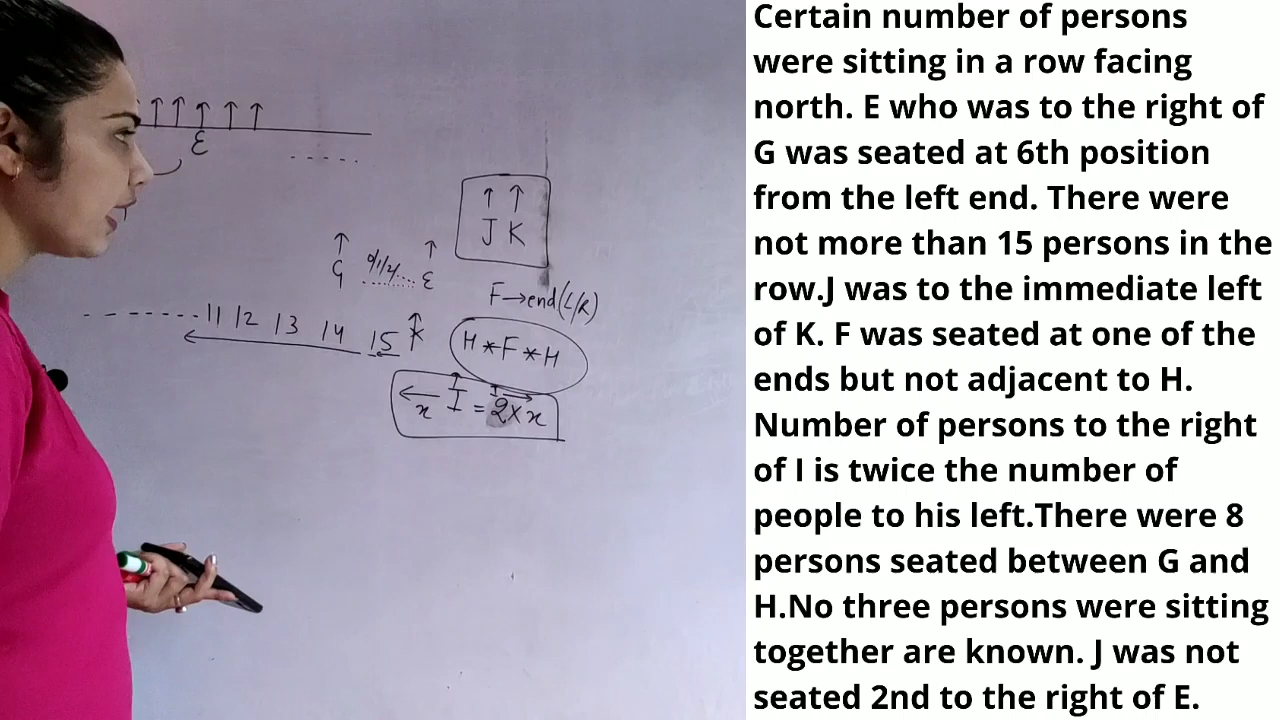 E
J K
G 0/1/2/.... E
F→end(L/R)
11 12 13 14 15 K
H * F * H
x I = 2 × x
Certain number of persons
were sitting in a row facing
north. E who was to the right of
G was seated at 6th position
from the left end. There were
not more than 15 persons in the
row.J was to the immediate left
of K. F was seated at one of the
ends but not adjacent to H.
Number of persons to the right
of I is twice the number of
people to his left.There were 8
persons seated between G and
H.No three persons were sitting
together are known. J was not
seated 2nd to the right of E.